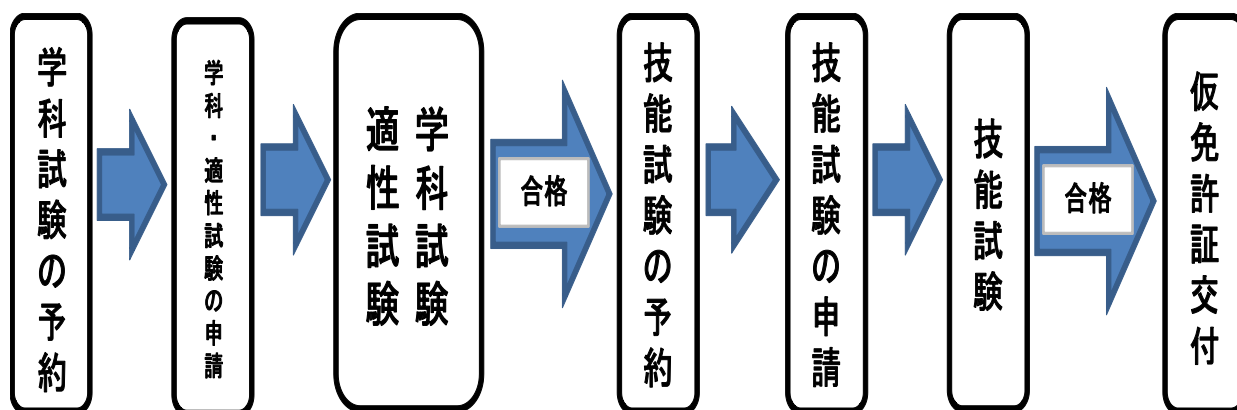 学科試験の予約
学科・適性試験の申請
学科試験
適性試験
合格
技能試験の予約
技能試験の申請
技能試験
合格
仮免許証交付